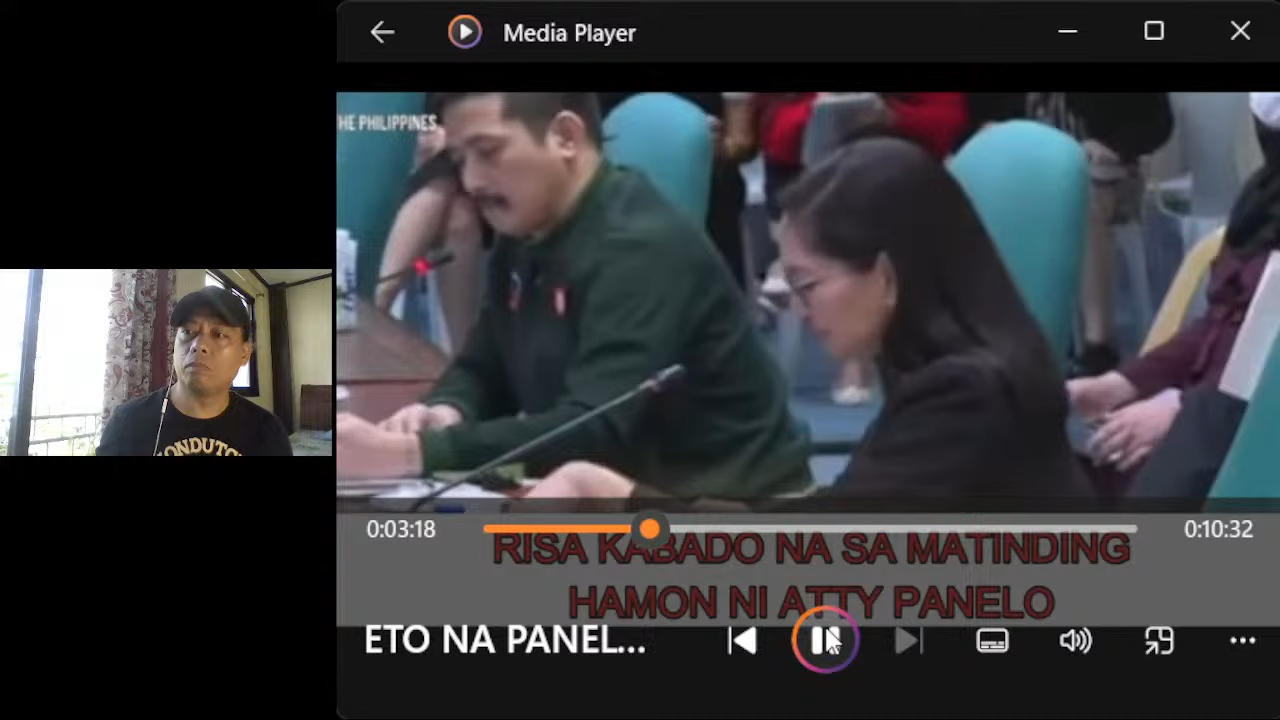 Media Player
HE PHILIPPINES
ONDUTO
0:03:18
0:10:32
RISA KABADO NA SA MATINDING
HAMON NI ATTY PANELO
ETO NA PANEL...